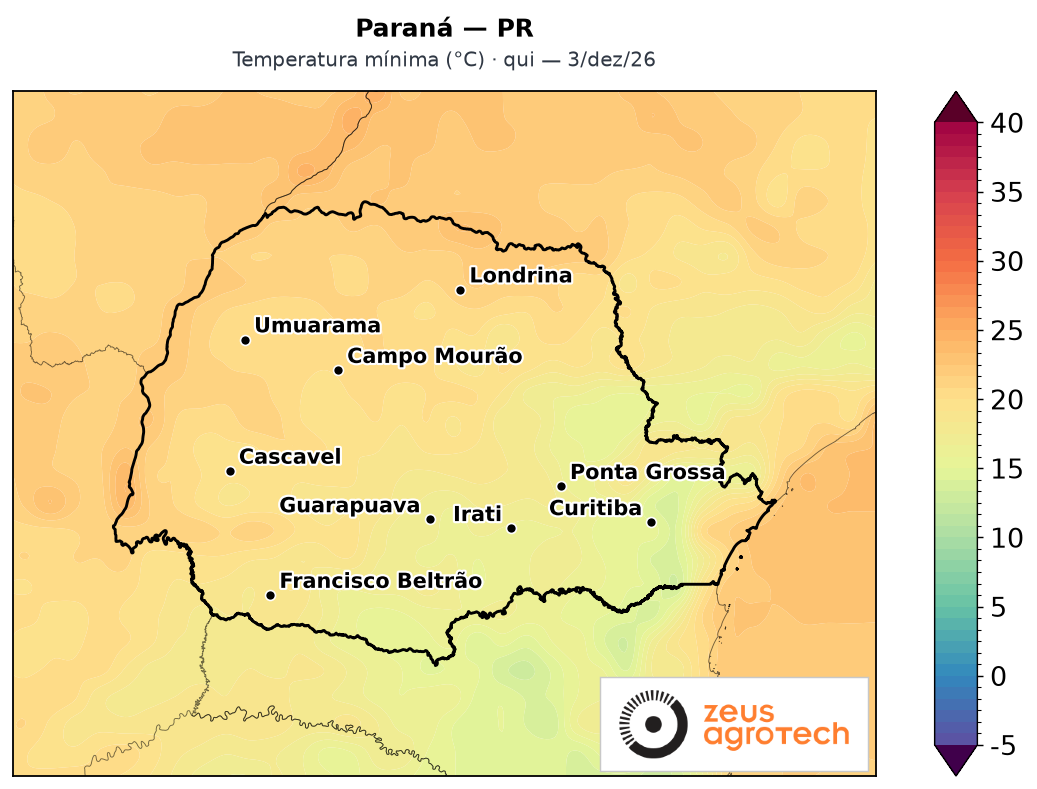 Paraná — PR
Temperatura mínima (°C) · qui — 3/dez/26
Londrina
Umuarama
Campo Mourão
Cascavel
Ponta Grossa
Guarapuava
Irati
Curitiba
Francisco Beltrão
zeus
agrotech
40
35
30
25
20
15
10
5
0
-5